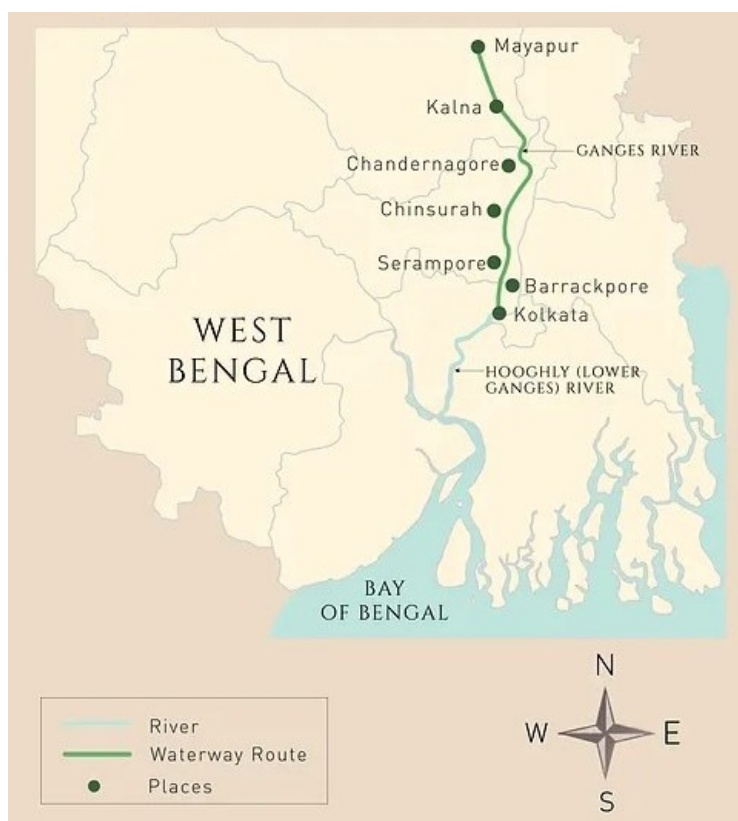 Mayapur
Kalna
GANGES RIVER
Chandernagore
Chinsurah
Serampore
Barrackpore
Kolkata
WEST
BENGAL
HOOGHLY (LOWER
GANGES) RIVER
BAY
OF BENGAL
N
W E
S
River
Waterway Route
Places